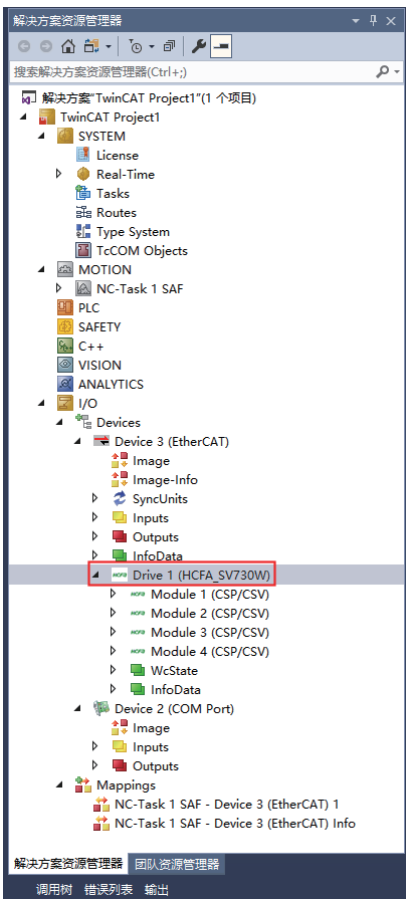 解决方案资源管理器
搜索解决方案资源管理器(Ctrl+;)
解决方案"TwinCAT Project1"(1 个项目)
TwinCAT Project1
SYSTEM
License
Real-Time
Tasks
Routes
Type System
TcCOM Objects
MOTION
NC-Task 1 SAF
PLC
SAFETY
C++
VISION
ANALYTICS
I/O
Devices
Device 3 (EtherCAT)
Image
Image-Info
SyncUnits
Inputs
Outputs
InfoData
Drive 1 (HCFA_SV730W)
Module 1 (CSP/CSV)
Module 2 (CSP/CSV)
Module 3 (CSP/CSV)
Module 4 (CSP/CSV)
WcState
InfoData
Device 2 (COM Port)
Image
Inputs
Outputs
Mappings
NC-Task 1 SAF - Device 3 (EtherCAT) 1
NC-Task 1 SAF - Device 3 (EtherCAT) Info
解决方案资源管理器 团队资源管理器
调用树 错误列表 输出